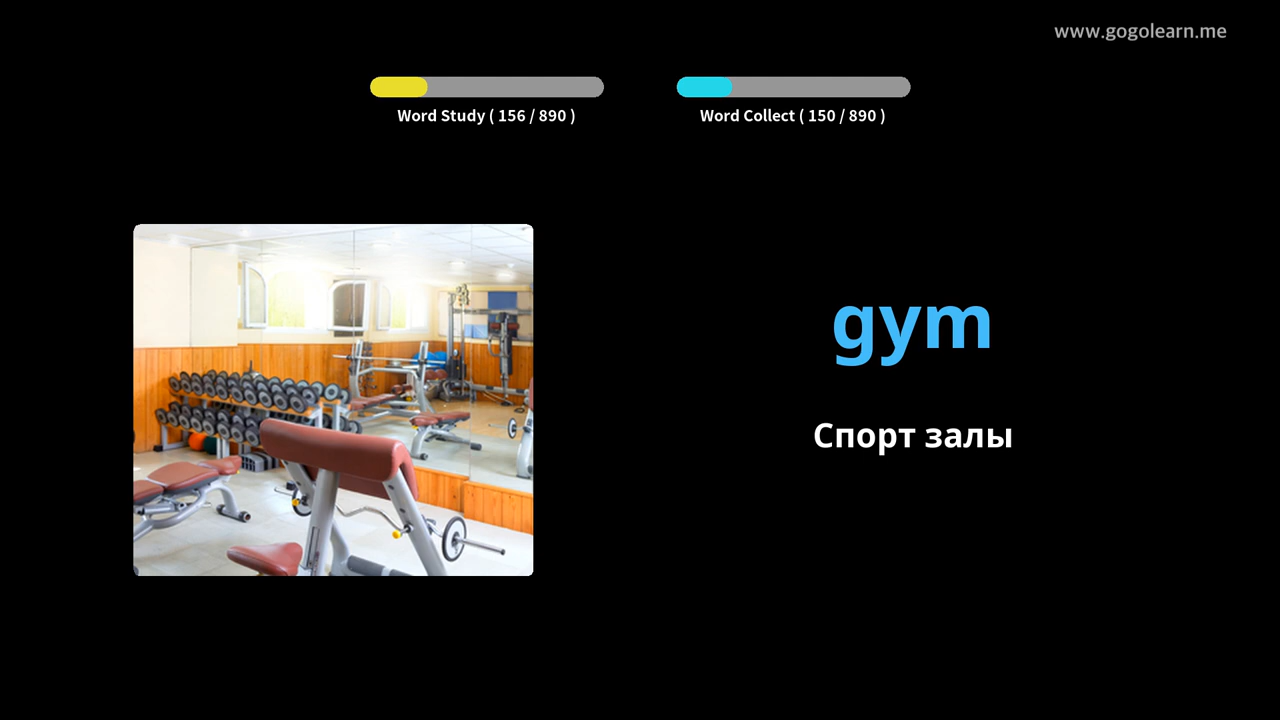 www.gogolearn.me
Word Study ( 156 / 890 )
Word Collect ( 150 / 890 )
gym
Спорт залы